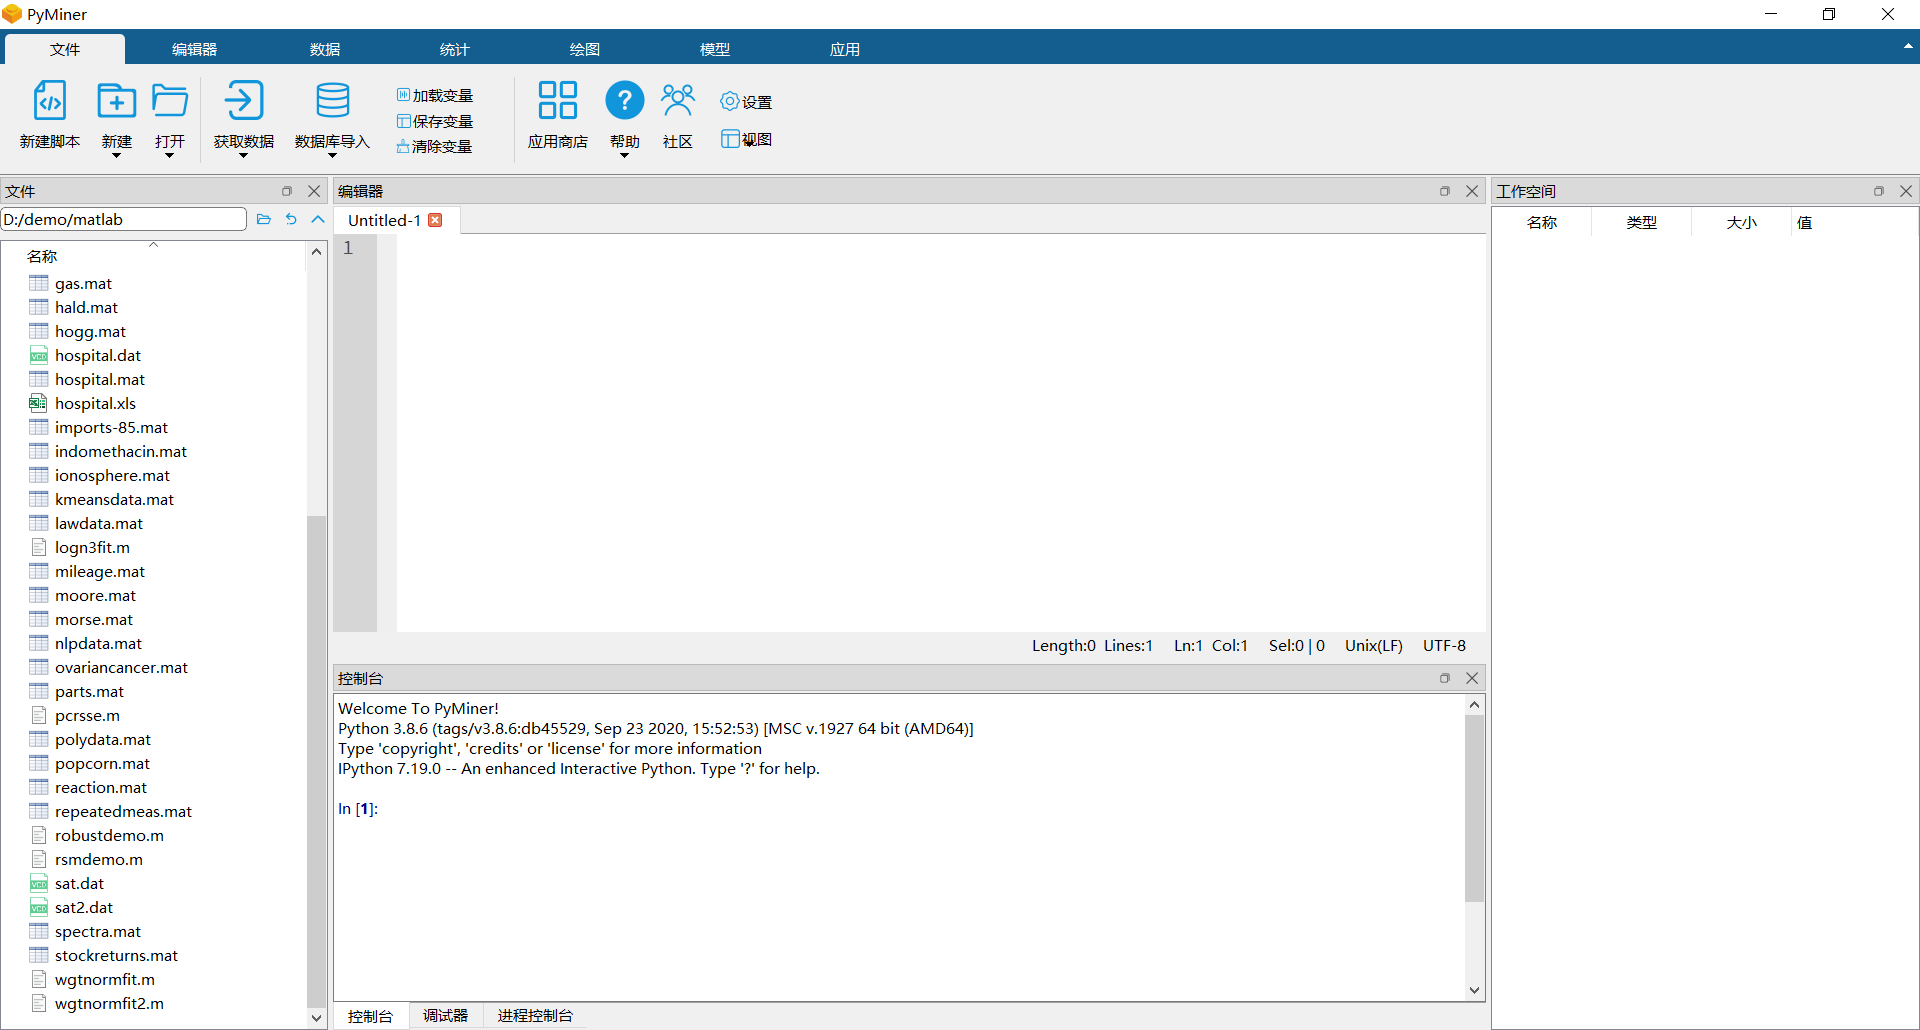 PyMiner
文件 编辑器 数据 统计 绘图 模型 应用
新建脚本 新建 打开 获取数据 数据库导入 加载变量 保存变量 清除变量 应用商店 帮助 社区 设置 视图
文件
D:/demo/matlab
名称
gas.mat
hald.mat
hogg.mat
hospital.dat
hospital.mat
hospital.xls
imports-85.mat
indomethacin.mat
ionosphere.mat
kmeansdata.mat
lawdata.mat
logn3fit.m
mileage.mat
moore.mat
morse.mat
nlpdata.mat
ovariancancer.mat
parts.mat
pcrsse.m
polydata.mat
popcorn.mat
reaction.mat
repeatedmeas.mat
robustdemo.m
rsmdemo.m
sat.dat
sat2.dat
spectra.mat
stockreturns.mat
wgtnormfit.m
wgtnormfit2.m
编辑器
Untitled-1
1
Length:0 Lines:1 Ln:1 Col:1 Sel:0 | 0 Unix(LF) UTF-8
控制台
Welcome To PyMiner!
Python 3.8.6 (tags/v3.8.6:db45529, Sep 23 2020, 15:52:53) [MSC v.1927 64 bit (AMD64)]
Type 'copyright', 'credits' or 'license' for more information
IPython 7.19.0 -- An enhanced Interactive Python. Type '?' for help.
In [1]:
控制台 调试器 进程控制台
工作空间
名称 类型 大小 值